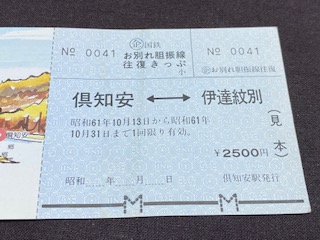 No 0041
企 国鉄
お別れ胆振線
往復きっぷ
小
No 0041
企 お別れ胆振線往復
倶知安 ⟷ 伊達紋別
昭和61年10月13日から昭和61年
10月31日まで1回限り有効。
(見本)
¥2500円
昭和 年 月 日
倶知安駅発行
M M